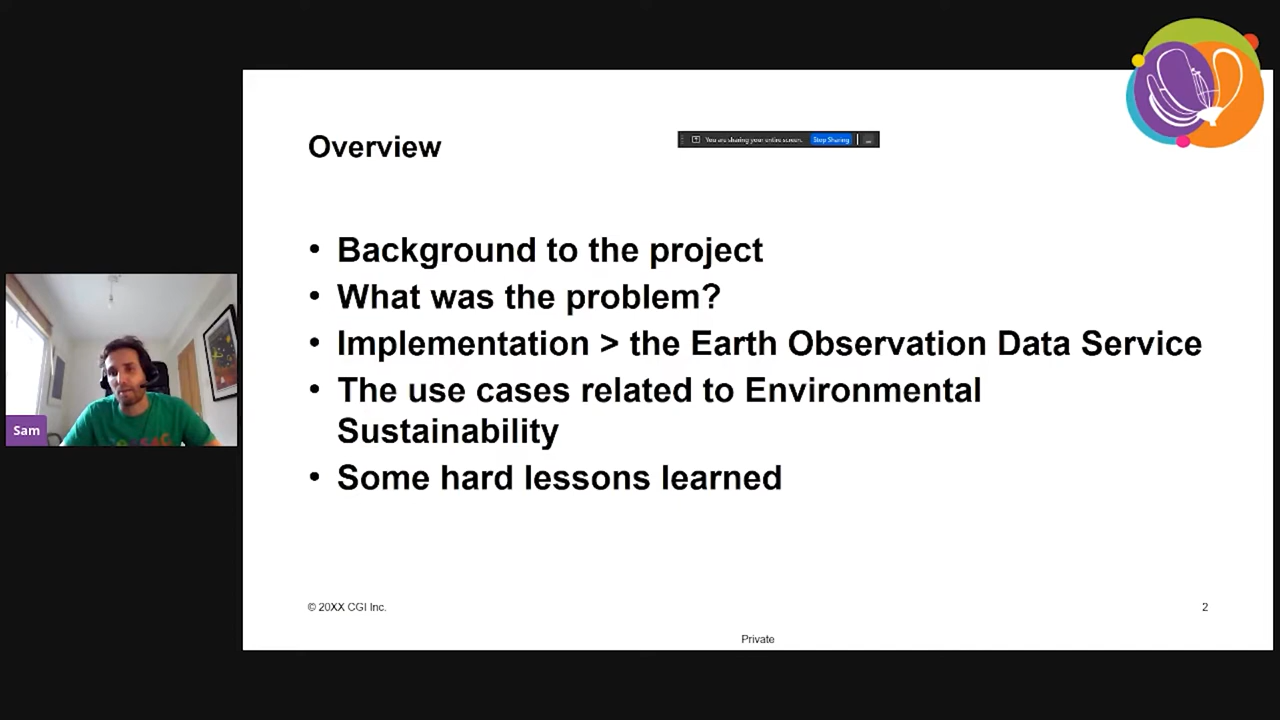 Overview
You are sharing your entire screen.
Stop Sharing
• Background to the project
• What was the problem?
• Implementation > the Earth Observation Data Service
• The use cases related to Environmental
Sustainability
• Some hard lessons learned
Sam
© 20XX CGI Inc.
2
Private